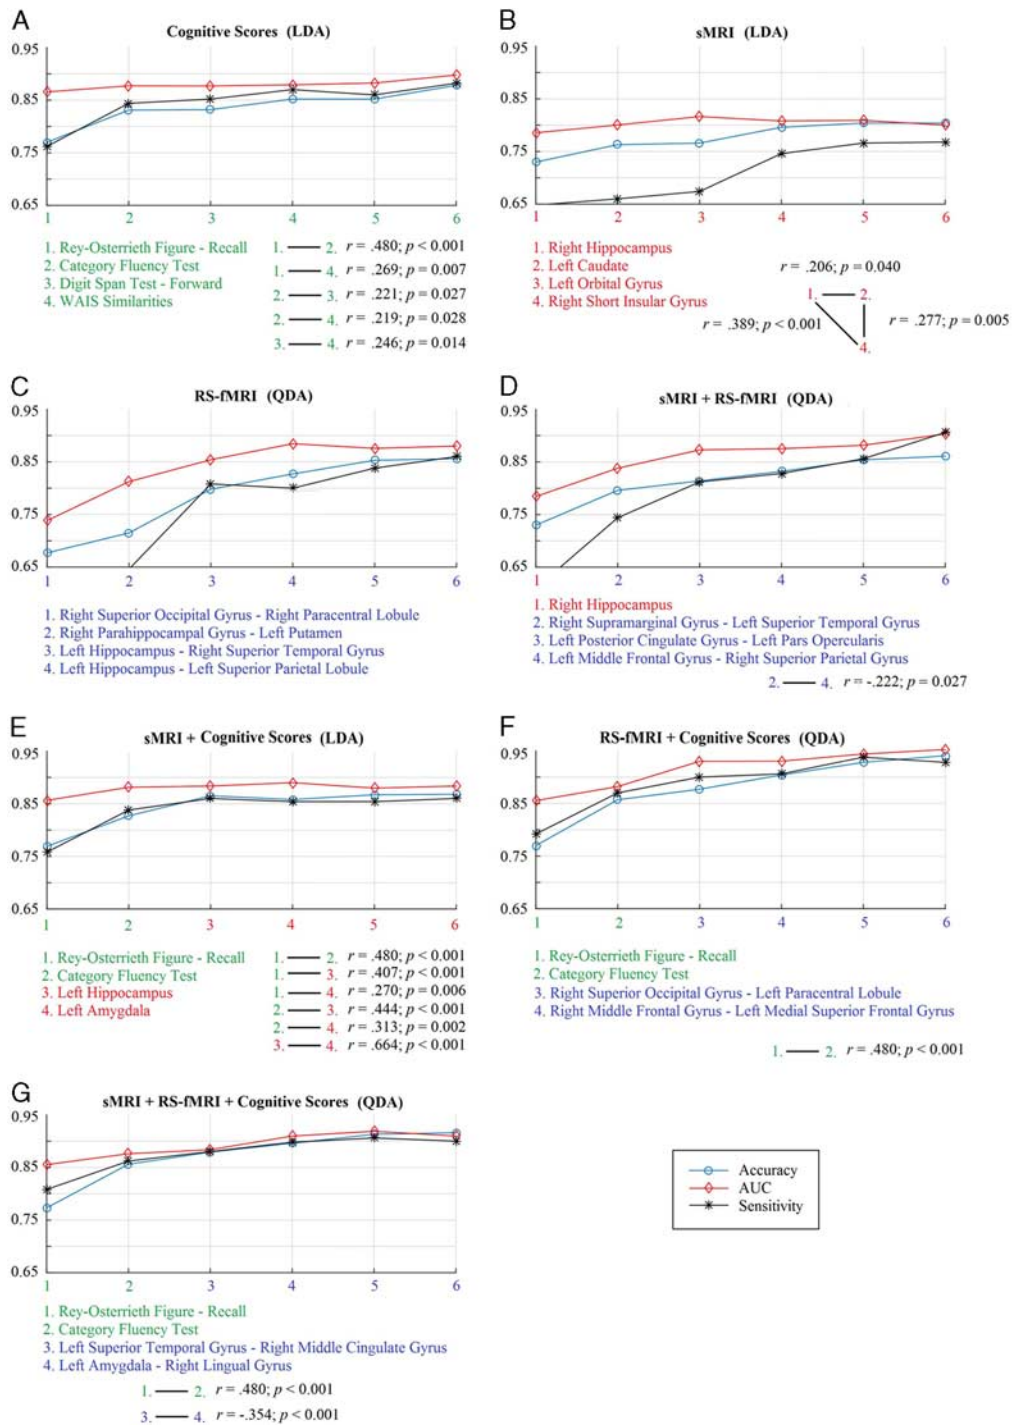 A
Cognitive Scores (LDA)
0.95
0.85
0.75
0.65
1 2 3 4 5 6
1. Rey-Osterrieth Figure - Recall
2. Category Fluency Test
3. Digit Span Test - Forward
4. WAIS Similarities
1. 2. r = .480; p < 0.001
1. 4. r = .269; p = 0.007
2. 3. r = .221; p = 0.027
2. 4. r = .219; p = 0.028
3. 4. r = .246; p = 0.014
B
sMRI (LDA)
0.95
0.85
0.75
0.65
1 2 3 4 5 6
1. Right Hippocampus
2. Left Caudate
3. Left Orbital Gyrus
4. Right Short Insular Gyrus
r = .206; p = 0.040
1. 2.
r = .389; p < 0.001
r = .277; p = 0.005
4.
C
RS-fMRI (QDA)
0.95
0.85
0.75
0.65
1 2 3 4 5 6
1. Right Superior Occipital Gyrus - Right Paracentral Lobule
2. Right Parahippocampal Gyrus - Left Putamen
3. Left Hippocampus - Right Superior Temporal Gyrus
4. Left Hippocampus - Left Superior Parietal Lobule
D
sMRI + RS-fMRI (QDA)
0.95
0.85
0.75
0.65
1 2 3 4 5 6
1. Right Hippocampus
2. Right Supramarginal Gyrus - Left Superior Temporal Gyrus
3. Left Posterior Cingulate Gyrus - Left Pars Opercularis
4. Left Middle Frontal Gyrus - Right Superior Parietal Gyrus
2. 4. r = -.222; p = 0.027
E
sMRI + Cognitive Scores (LDA)
0.95
0.85
0.75
0.65
1 2 3 4 5 6
1. Rey-Osterrieth Figure - Recall
2. Category Fluency Test
3. Left Hippocampus
4. Left Amygdala
1. 2. r = .480; p < 0.001
1. 3. r = .407; p < 0.001
1. 4. r = .270; p = 0.006
2. 3. r = .444; p < 0.001
2. 4. r = .313; p = 0.002
3. 4. r = .664; p < 0.001
F
RS-fMRI + Cognitive Scores (QDA)
0.95
0.85
0.75
0.65
1 2 3 4 5 6
1. Rey-Osterrieth Figure - Recall
2. Category Fluency Test
3. Right Superior Occipital Gyrus - Left Paracentral Lobule
4. Right Middle Frontal Gyrus - Left Medial Superior Frontal Gyrus
1. 2. r = .480; p < 0.001
G
sMRI + RS-fMRI + Cognitive Scores (QDA)
0.95
0.85
0.75
0.65
1 2 3 4 5 6
1. Rey-Osterrieth Figure - Recall
2. Category Fluency Test
3. Left Superior Temporal Gyrus - Right Middle Cingulate Gyrus
4. Left Amygdala - Right Lingual Gyrus
1. 2. r = .480; p < 0.001
3. 4. r = -.354; p < 0.001
Accuracy
AUC
Sensitivity